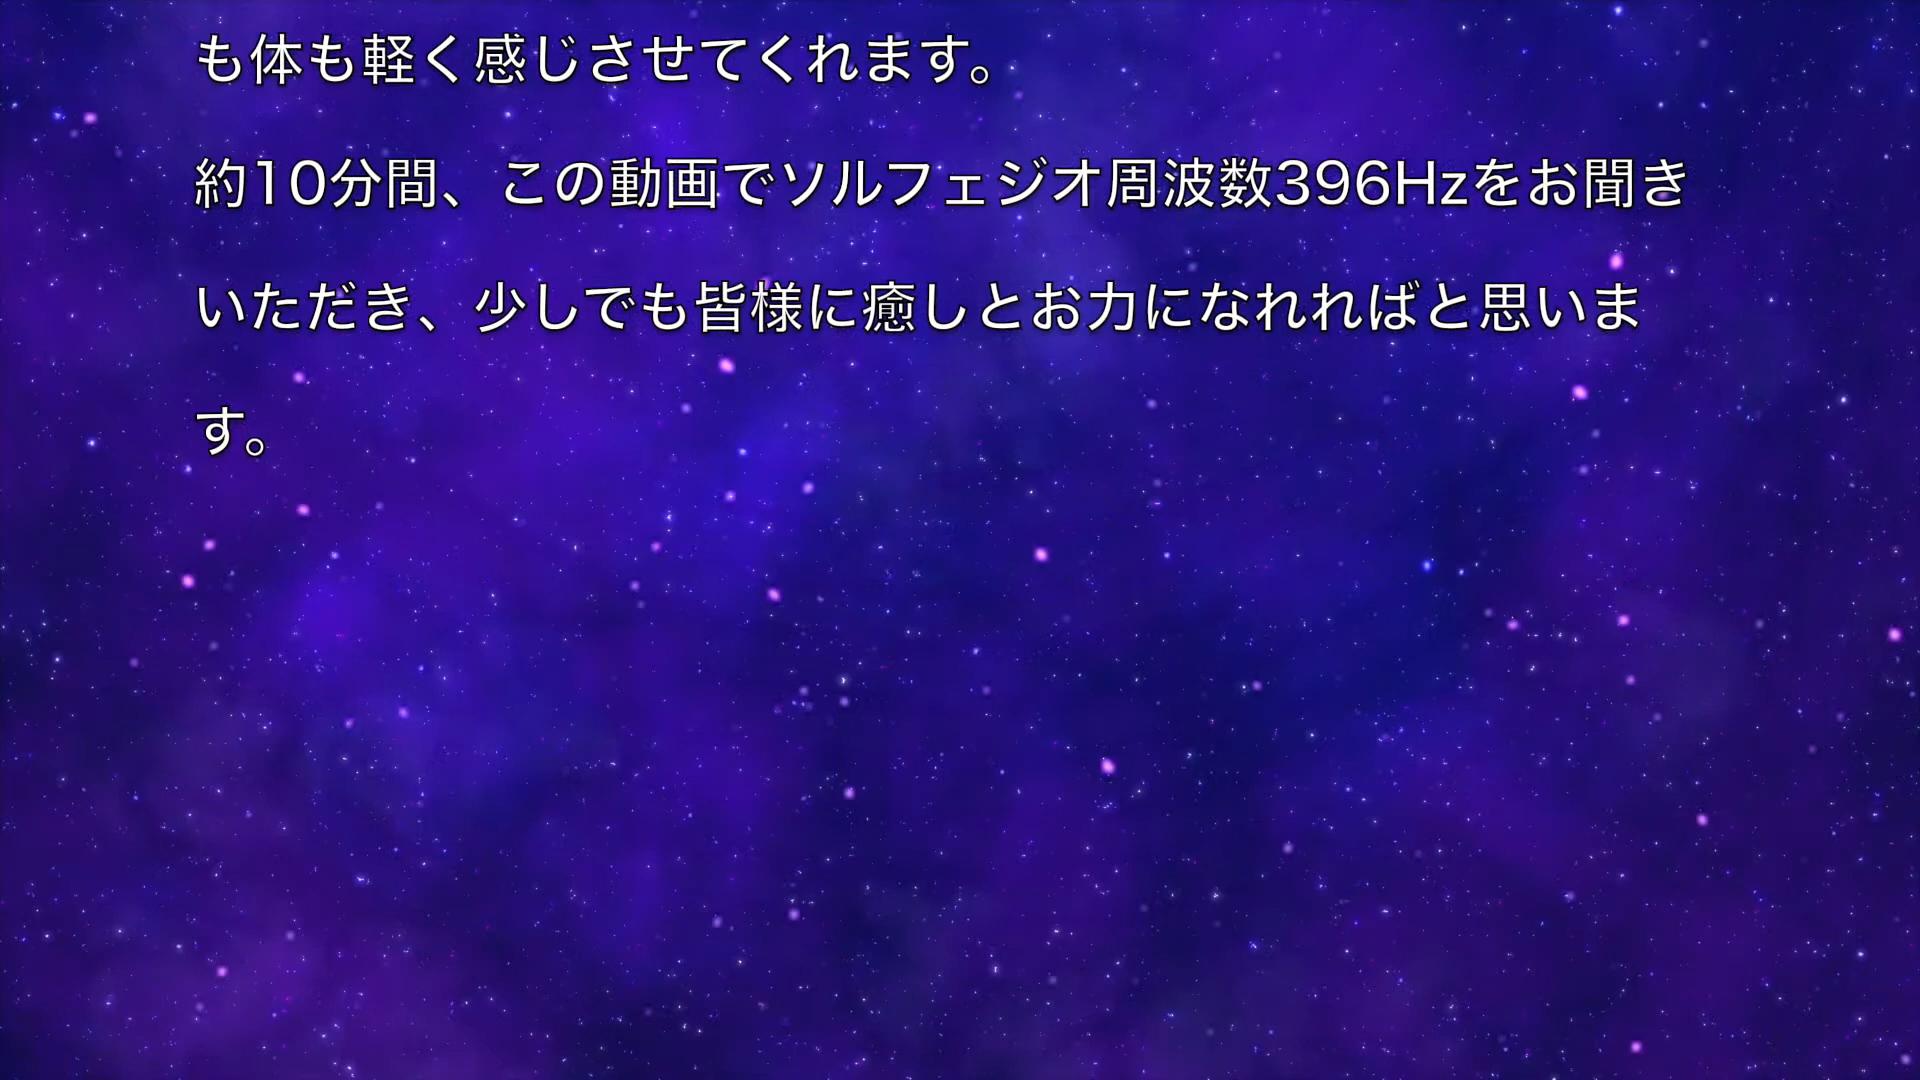 も体も軽く感じさせてくれます。
約10分間、この動画でソルフェジオ周波数396Hzをお聞き
いただき、少しでも皆様に癒しとお力になれればと思いま
す。